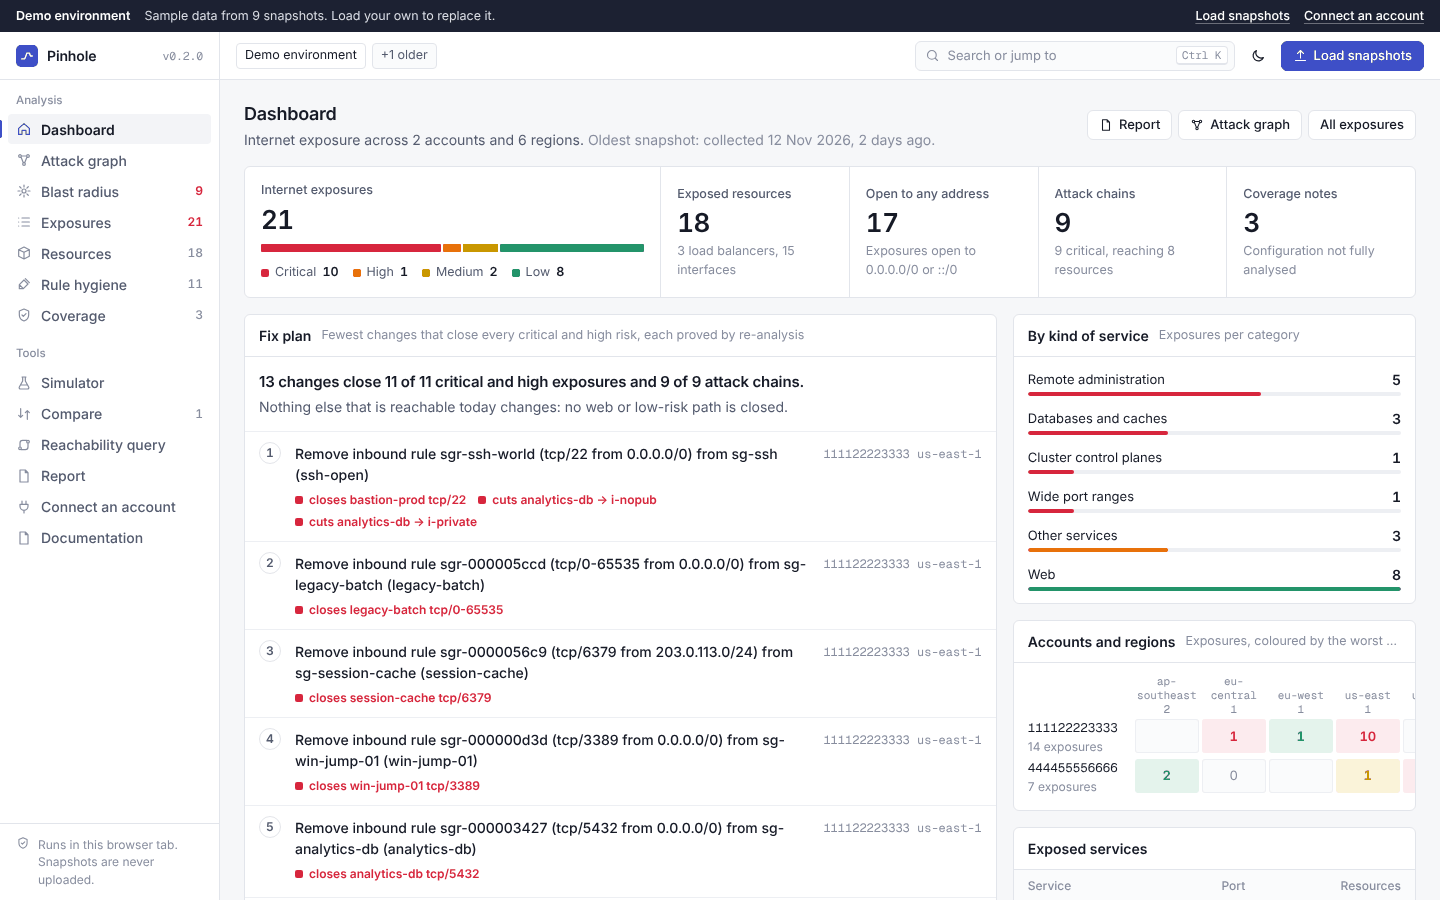 Demo environment Sample data from 9 snapshots. Load your own to replace it. Load snapshots Connect an account
Pinhole v0.2.0
Demo environment +1 older Search or jump to Ctrl K Load snapshots
Analysis
Dashboard
Attack graph
Blast radius 9
Exposures 21
Resources 18
Rule hygiene 11
Coverage 3
Tools
Simulator
Compare 1
Reachability query
Report
Connect an account
Documentation
Runs in this browser tab.
Snapshots are never
uploaded.
Dashboard
Internet exposure across 2 accounts and 6 regions. Oldest snapshot: collected 12 Nov 2026, 2 days ago.
Report Attack graph All exposures
Internet exposures
21
Critical 10 High 1 Medium 2 Low 8
Exposed resources
18
3 load balancers, 15
interfaces
Open to any address
17
Exposures open to
0.0.0.0/0 or ::/0
Attack chains
9
9 critical, reaching 8
resources
Coverage notes
3
Configuration not fully
analysed
Fix plan Fewest changes that close every critical and high risk, each proved by re-analysis
13 changes close 11 of 11 critical and high exposures and 9 of 9 attack chains.
Nothing else that is reachable today changes: no web or low-risk path is closed.
1 Remove inbound rule sgr-ssh-world (tcp/22 from 0.0.0.0/0) from sg-ssh 111122223333 us-east-1
(ssh-open)
closes bastion-prod tcp/22 cuts analytics-db → i-nopub
cuts analytics-db → i-private
2 Remove inbound rule sgr-000005ccd (tcp/0-65535 from 0.0.0.0/0) from sg- 111122223333 us-east-1
legacy-batch (legacy-batch)
closes legacy-batch tcp/0-65535
3 Remove inbound rule sgr-0000056c9 (tcp/6379 from 203.0.113.0/24) from 111122223333 us-east-1
sg-session-cache (session-cache)
closes session-cache tcp/6379
4 Remove inbound rule sgr-000000d3d (tcp/3389 from 0.0.0.0/0) from sg- 111122223333 us-east-1
win-jump-01 (win-jump-01)
closes win-jump-01 tcp/3389
5 Remove inbound rule sgr-000003427 (tcp/5432 from 0.0.0.0/0) from sg- 111122223333 us-east-1
analytics-db (analytics-db)
closes analytics-db tcp/5432
By kind of service Exposures per category
Remote administration 5
Databases and caches 3
Cluster control planes 1
Wide port ranges 1
Other services 3
Web 8
Accounts and regions Exposures, coloured by the worst ...
ap- eu-
southeast central eu-west us-east
2 1 1 1
111122223333
14 exposures
1 1 10
444455556666
7 exposures
2 0 1
Exposed services
Service Port Resources